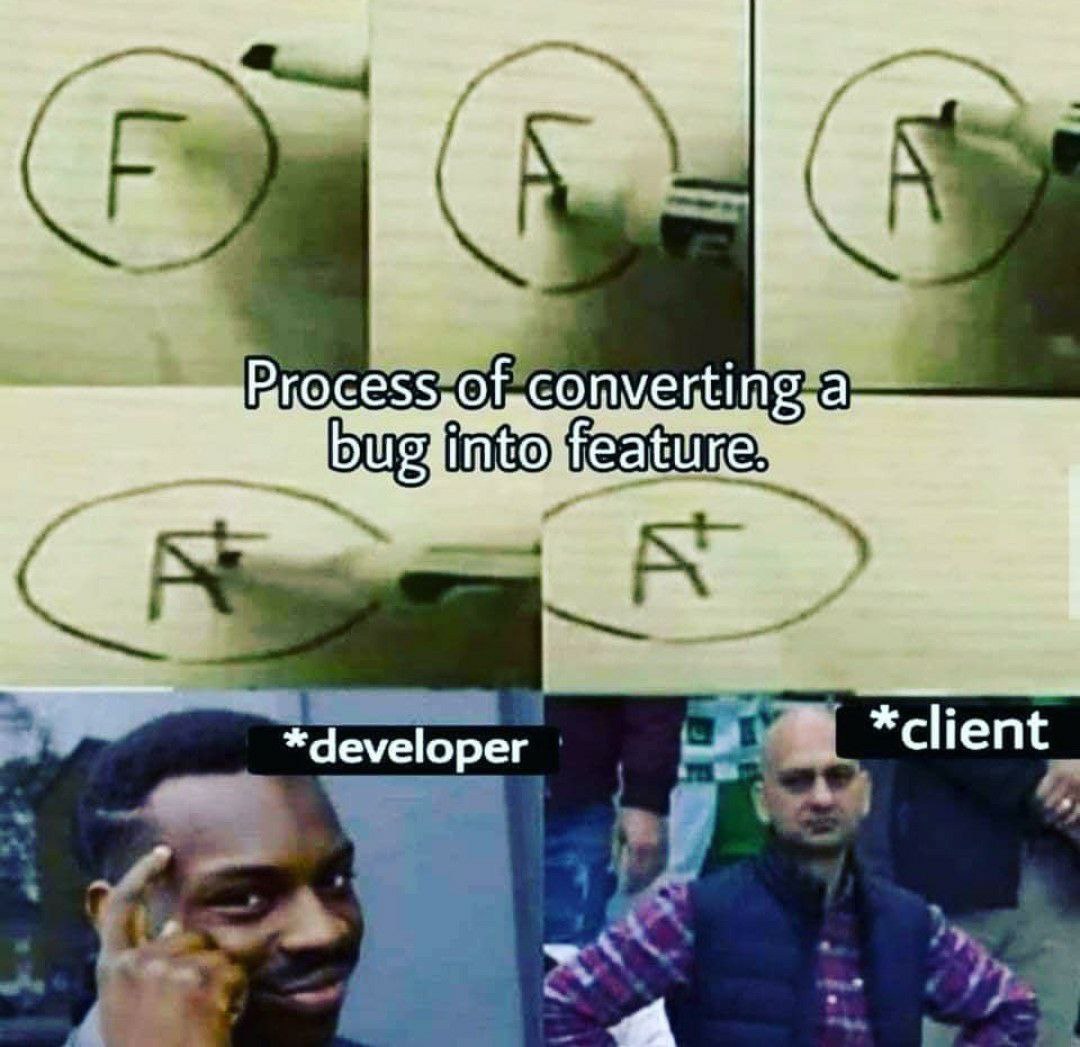 F
A
A
Process of converting a
bug into feature.
A+
A+
*developer
*client